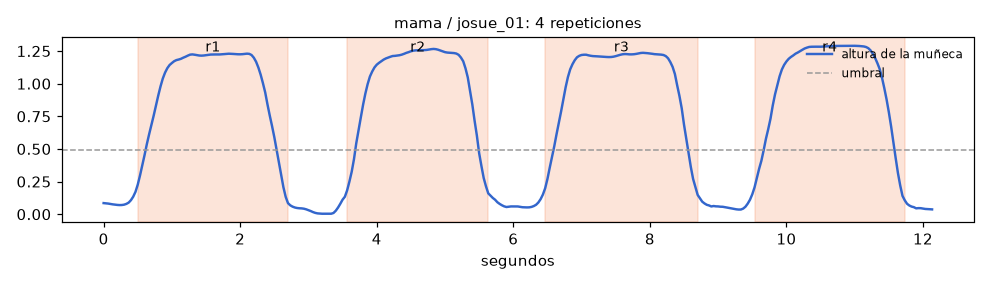 mama / josue_01: 4 repeticiones
r1
r2
r3
r4
altura de la muñeca
umbral
1.25
1.00
0.75
0.50
0.25
0.00
0 2 4 6 8 10 12
segundos